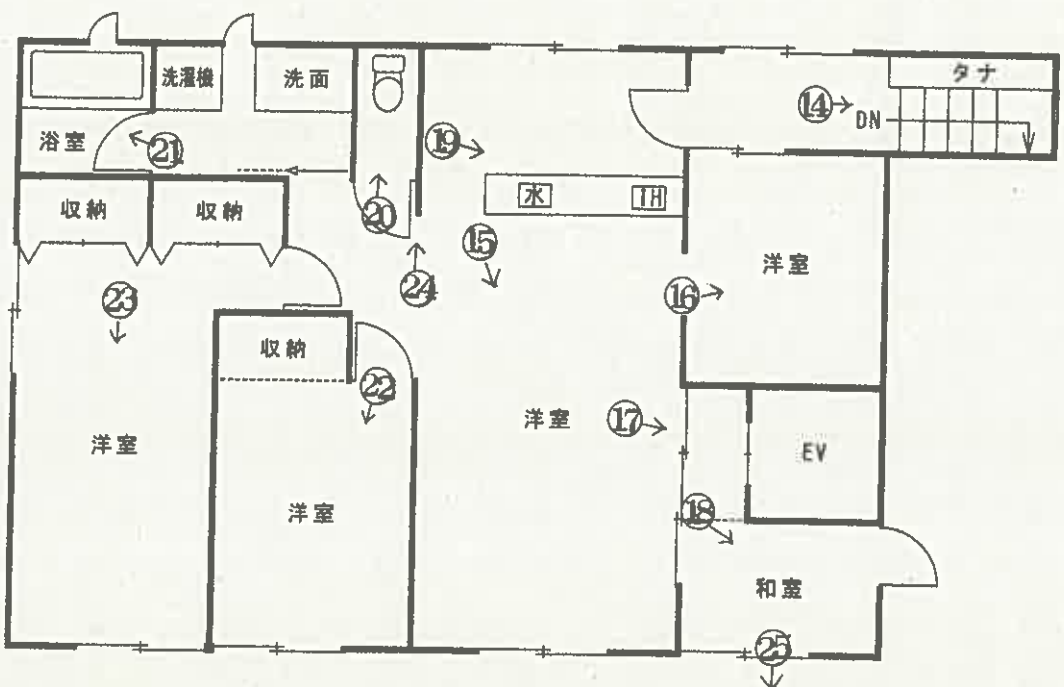 洗濯機
洗面
タナ
⑭
DN
⑲
浴室
㉑
水
IH
収納
収納
⑳
⑮
洋室
㉔
⑯
㉓
収納
㉒
洋室
洋室
⑰
EV
洋室
⑱
和室
㉕